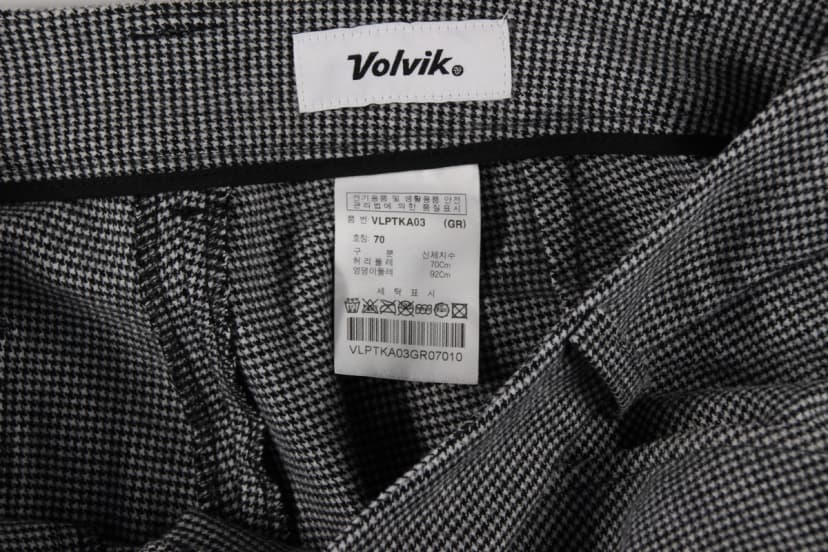 Volvik
전기용품 및 생활용품 안전
관리법에 의한 품질표시
품 번 VLPTKA03 (GR)
호칭: 70
구 분 신체치수
허리둘레 70Cm
엉덩이둘레 92Cm
세 탁 표 시
VLPTKA03GR07010